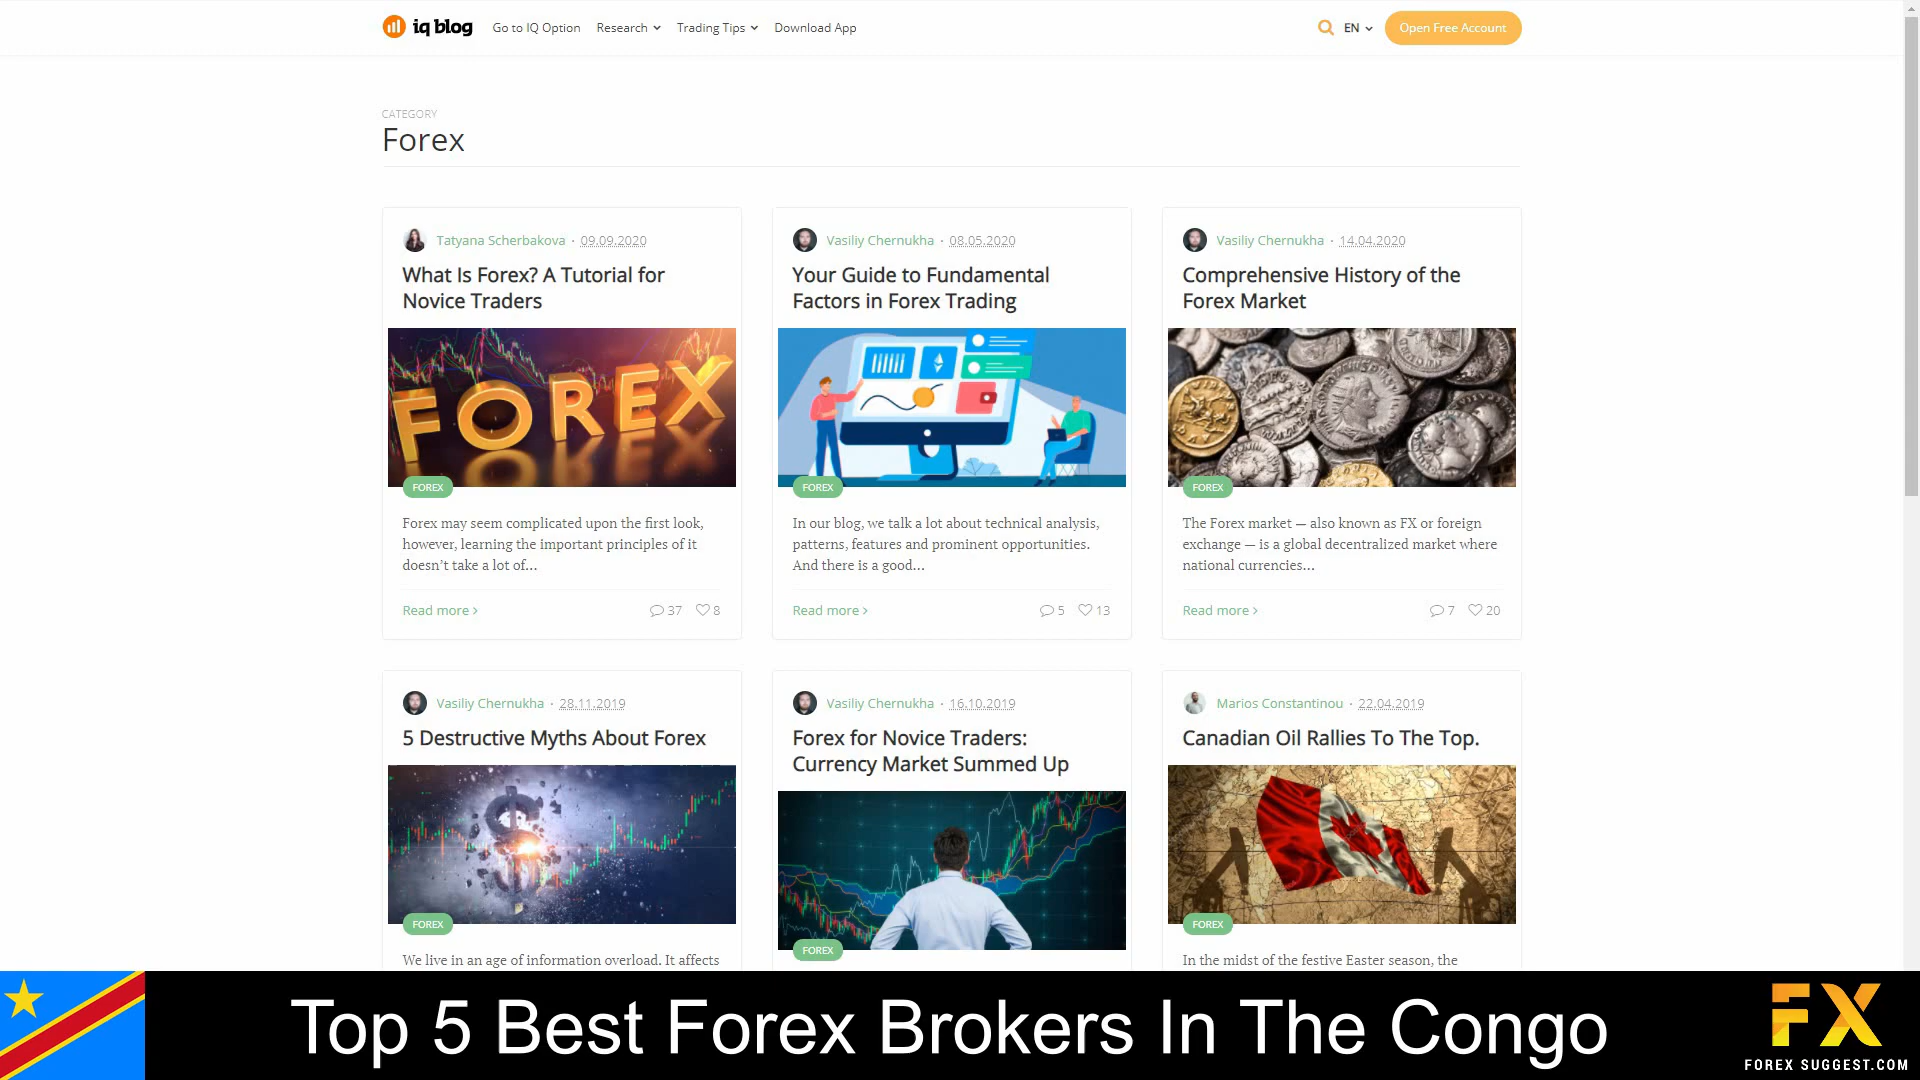 iq blog
Go to IQ Option
Research
Trading Tips
Download App
EN
Open Free Account
CATEGORY
Forex
Tatyana Scherbakova · 09.09.2020
What Is Forex? A Tutorial for
Novice Traders
FOREX
FOREX
Forex may seem complicated upon the first look,
however, learning the important principles of it
doesn’t take a lot of…
Read more
37
8
Vasiliy Chernukha · 08.05.2020
Your Guide to Fundamental
Factors in Forex Trading
FOREX
In our blog, we talk a lot about technical analysis,
patterns, features and prominent opportunities.
And there is a good…
Read more
5
13
Vasiliy Chernukha · 14.04.2020
Comprehensive History of the
Forex Market
FOREX
The Forex market — also known as FX or foreign
exchange — is a global decentralized market where
national currencies…
Read more
7
20
Vasiliy Chernukha · 28.11.2019
5 Destructive Myths About Forex
FOREX
We live in an age of information overload. It affects
Vasiliy Chernukha · 16.10.2019
Forex for Novice Traders:
Currency Market Summed Up
FOREX
Marios Constantinou · 22.04.2019
Canadian Oil Rallies To The Top.
FOREX
In the midst of the festive Easter season, the
Top 5 Best Forex Brokers In The Congo
FX
FOREX SUGGEST.COM